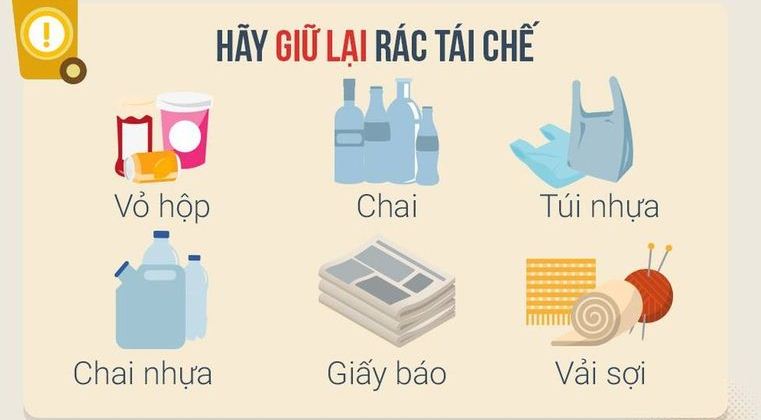 HÃY GIỮ LẠI RÁC TÁI CHẾ
Vỏ hộp
Chai
Túi nhựa
Chai nhựa
Giấy báo
Vải sợi